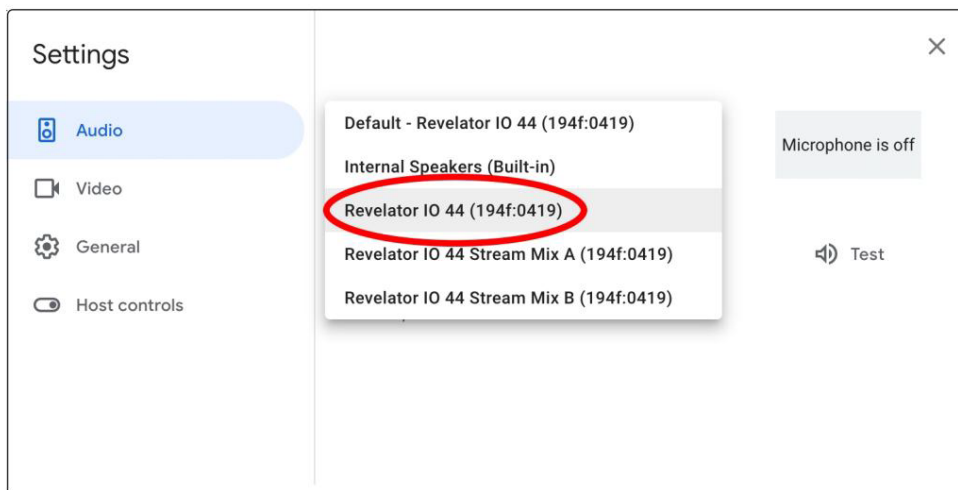 Settings
Audio
Video
General
Host controls
Default - Revelator IO 44 (194f:0419)
Internal Speakers (Built-in)
Revelator IO 44 (194f:0419)
Revelator IO 44 Stream Mix A (194f:0419)
Revelator IO 44 Stream Mix B (194f:0419)
Microphone is off
Test